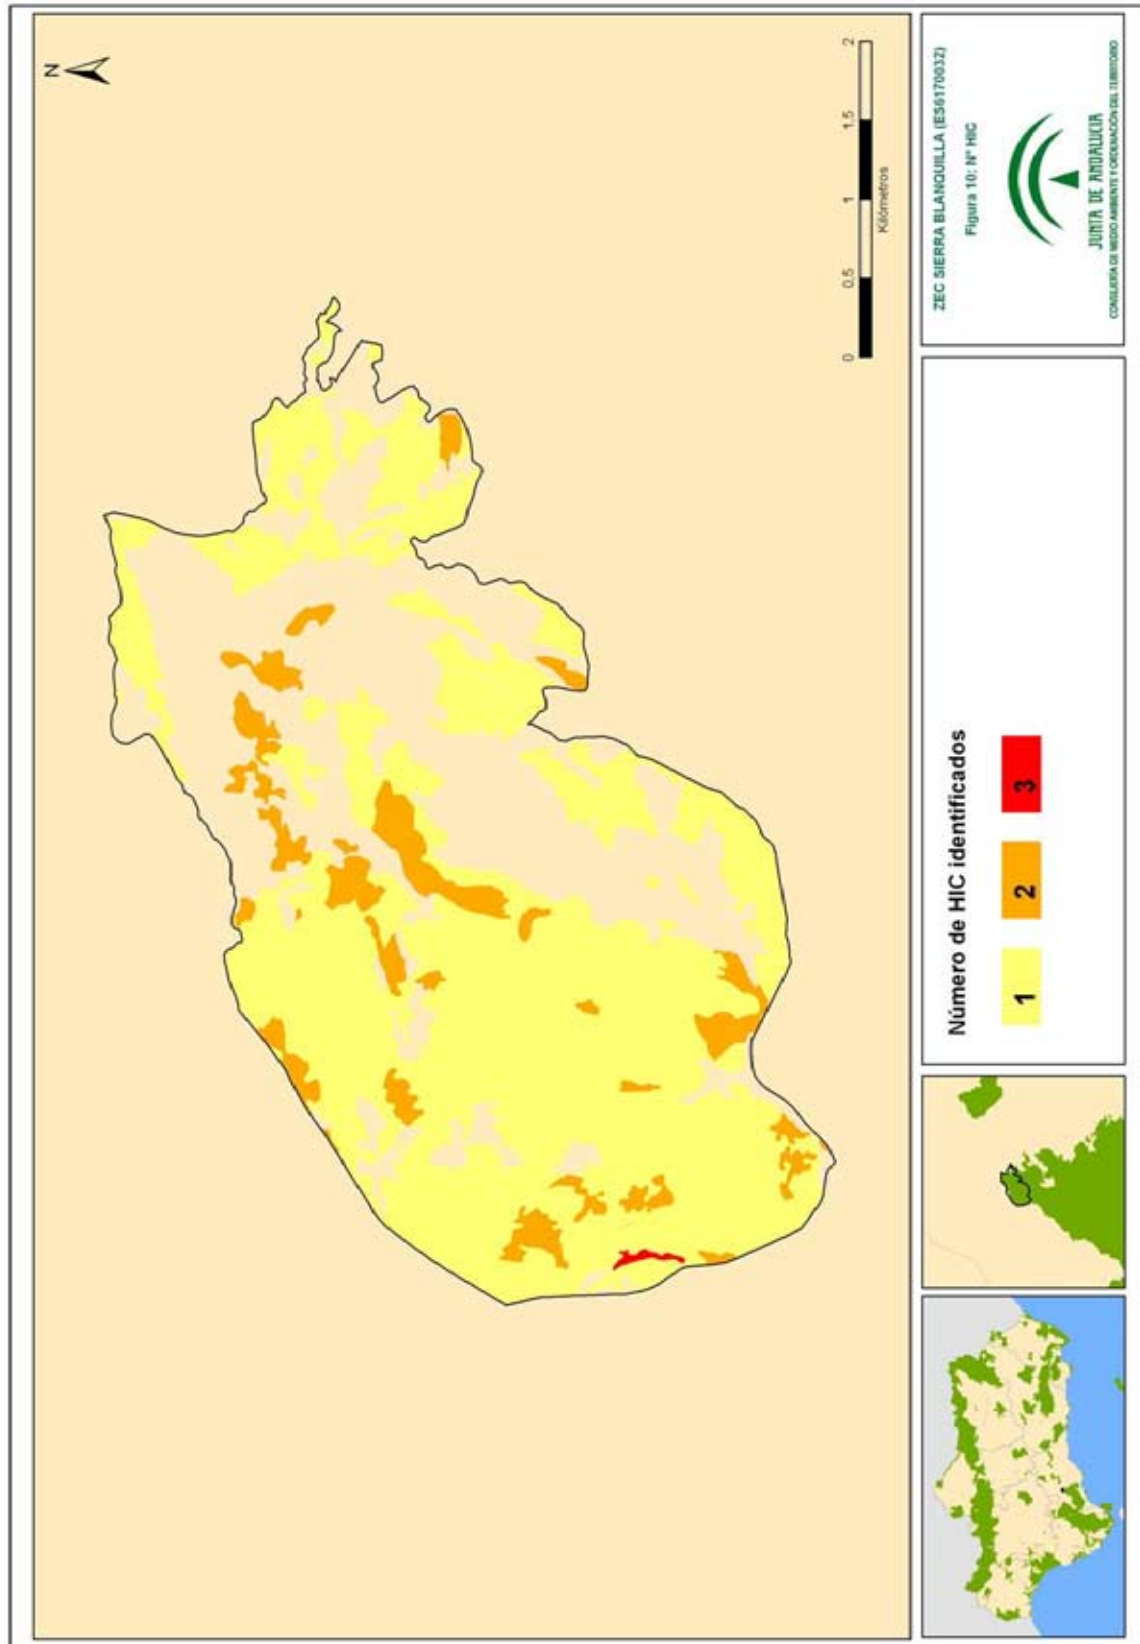 N
0
0.5
1
1.5
2
Kilómetros
Número de HIC identificados
1
2
3
ZEC SIERRA BLANQUILLA (ES6170032)
Figura 10: Nº HIC
JUNTA DE ANDALUCIA
CONSEJERÍA DE MEDIO AMBIENTE Y ORDENACIÓN DEL TERRITORIO